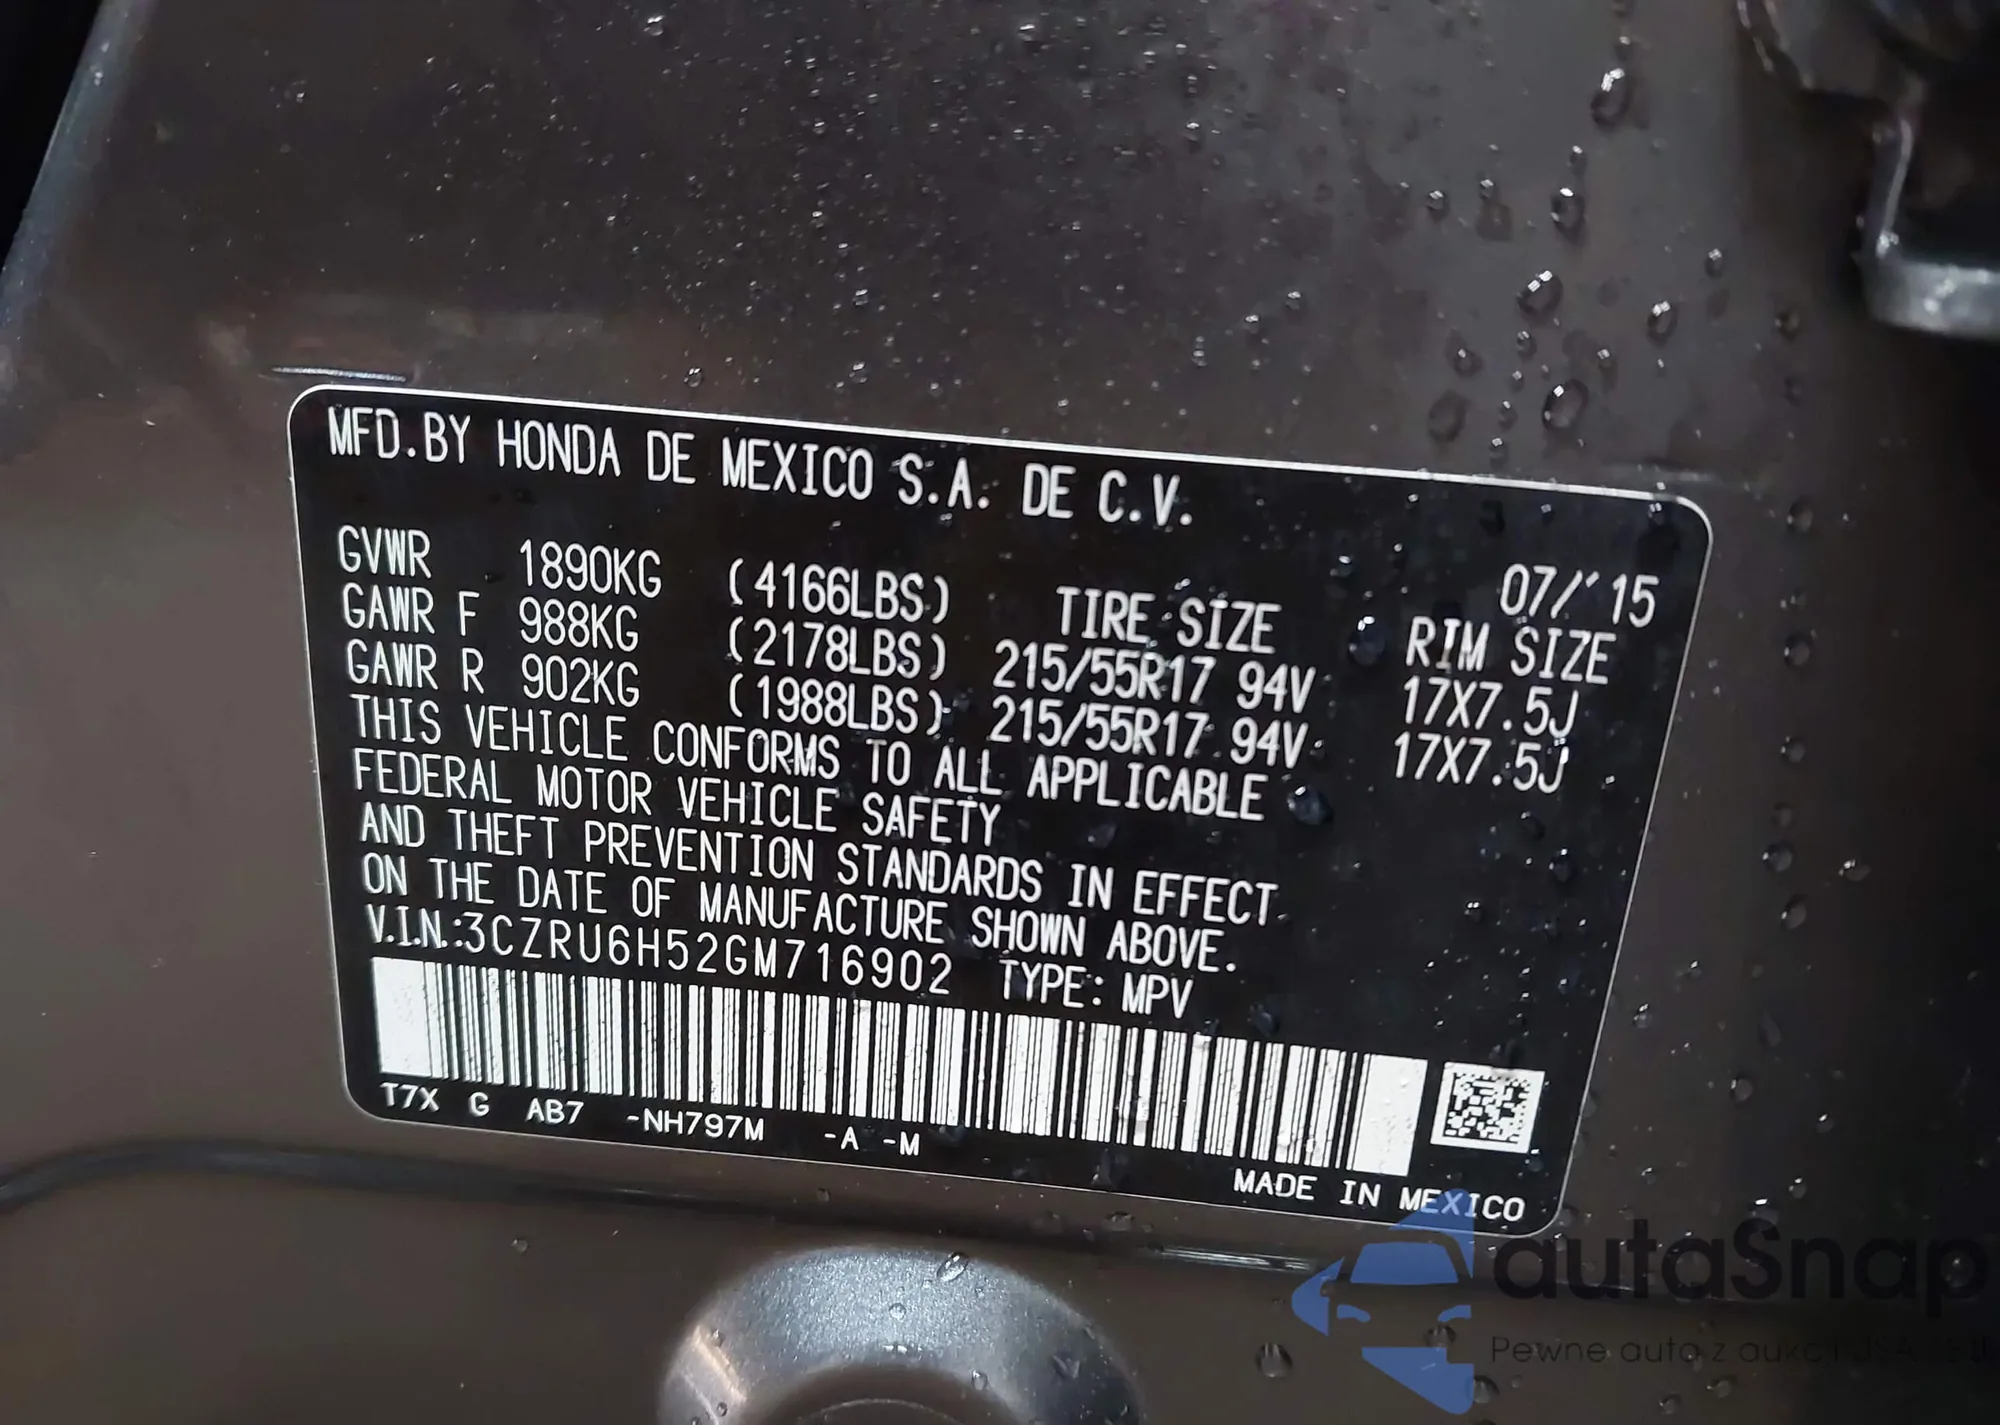 MFD.BY HONDA DE MEXICO S.A. DE C.V.
07/'15
GVWR 1890KG (4166LBS) TIRE SIZE RIM SIZE
GAWR F 988KG (2178LBS) 215/55R17 94V 17X7.5J
GAWR R 902KG (1988LBS) 215/55R17 94V 17X7.5J
THIS VEHICLE CONFORMS TO ALL APPLICABLE
FEDERAL MOTOR VEHICLE SAFETY
AND THEFT PREVENTION STANDARDS IN EFFECT
ON THE DATE OF MANUFACTURE SHOWN ABOVE.
V.I.N.:3CZRU6H52GM716902 TYPE: MPV
T7X G AB7 -NH797M -A -M
MADE IN MEXICO
autaSnap
Pewne auta z aukcji